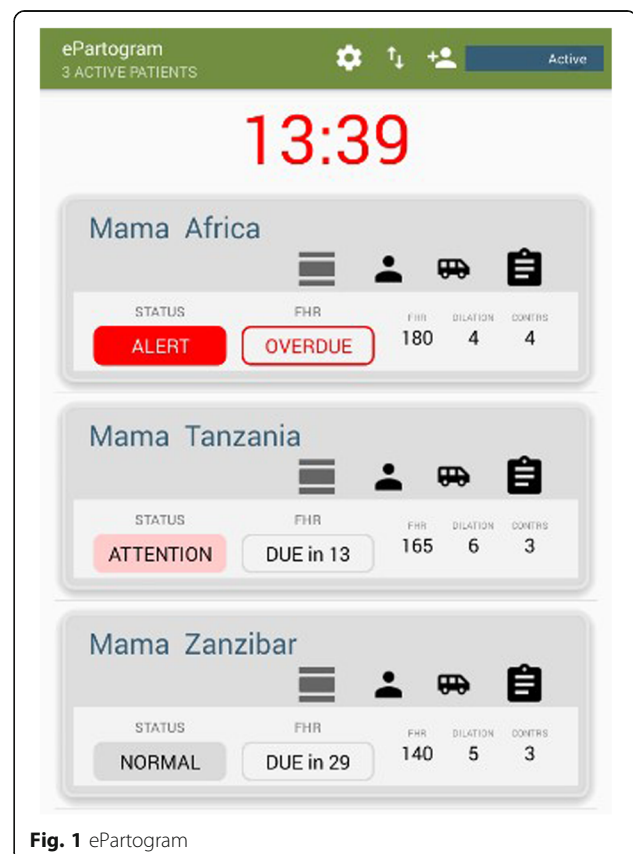 ePartogram
3 ACTIVE PATIENTS
Active
13:39
Mama Africa
STATUS FHR FHR DILATION CONTRS
ALERT OVERDUE 180 4 4
Mama Tanzania
STATUS FHR FHR DILATION CONTRS
ATTENTION DUE in 13 165 6 3
Mama Zanzibar
STATUS FHR FHR DILATION CONTRS
NORMAL DUE in 29 140 5 3
Fig. 1 ePartogram